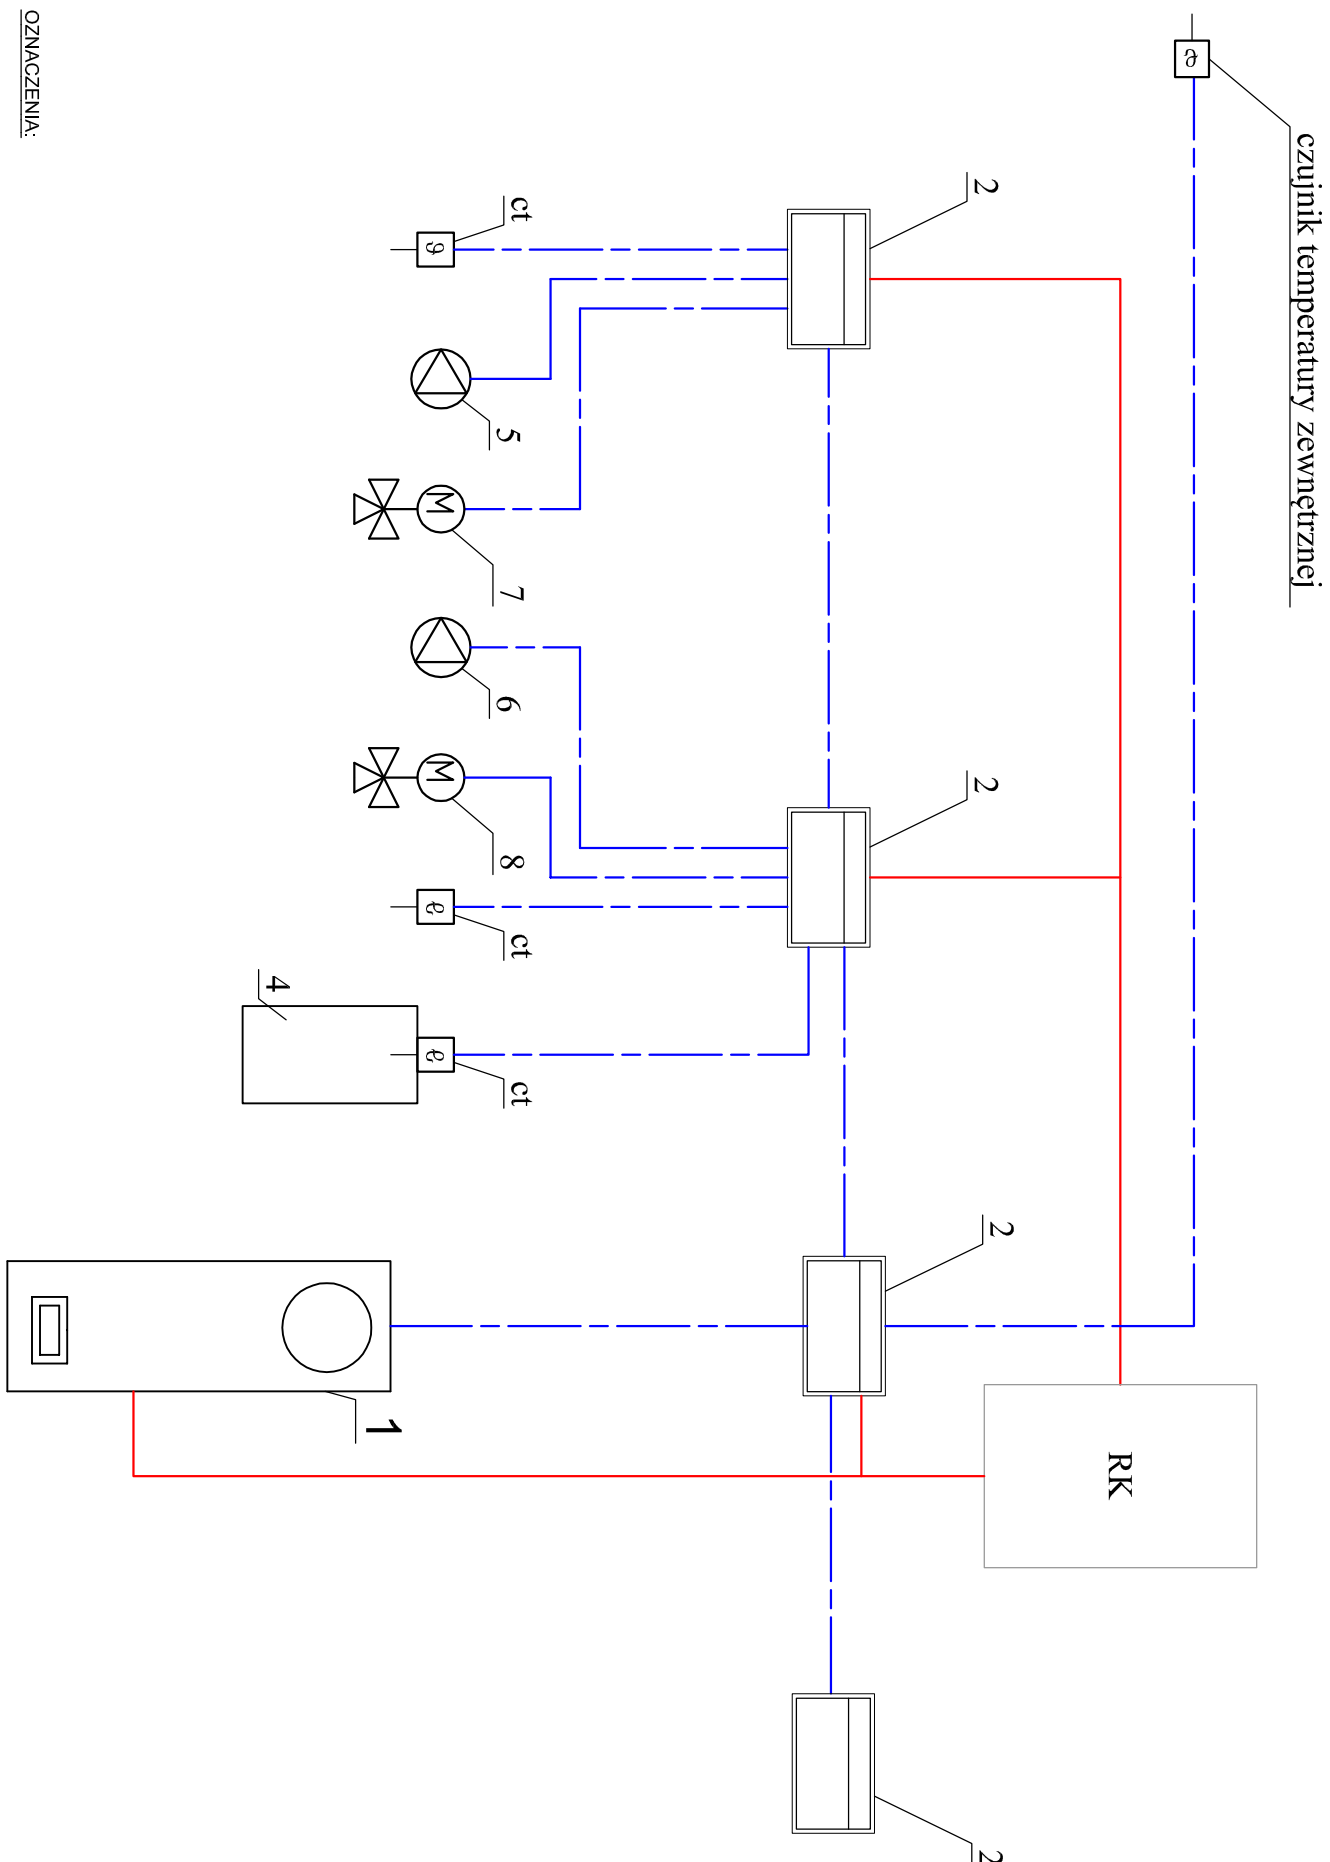 czujnik temperatury zewnętrznej
ϑ
2
2
2
2
RK
ct
ϑ
5
M
7
6
M
8
ct
ϑ
ct
ϑ
4
1
OZNACZENIA: